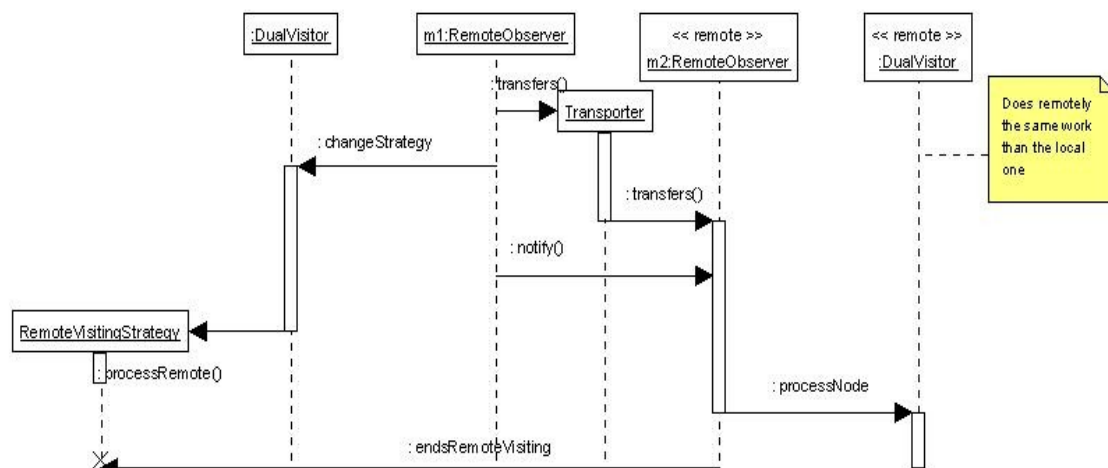 :DualVisitor
m1:RemoteObserver
<< remote >>
m2:RemoteObserver
<< remote >>
:DualVisitor
: transfers()
Transporter
Does remotely
the same work
than the local
one
: changeStrategy
: transfers()
: notify()
RemoteVisitingStrategy
: processRemote()
: processNode
: endsRemoteVisiting